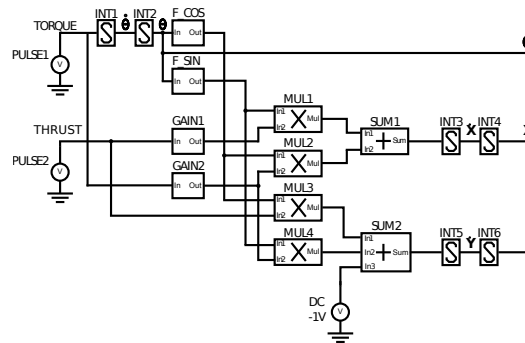 INT1 θ̇ INT2 θ F_COS
TORQUE
In Out
PULSE1
V
F_SIN
In Out
MUL1
In1
In2
Mul
THRUST
GAIN1
In Out
SUM1
In1
In2
Sum
INT3 Ẋ INT4
PULSE2
V
GAIN2
In Out
MUL2
In1
In2
Mul
MUL3
In1
In2
Mul
SUM2
In1
In2 Sum
In3
INT5 Ẏ INT6
MUL4
In1
In2
Mul
DC
-1V
V